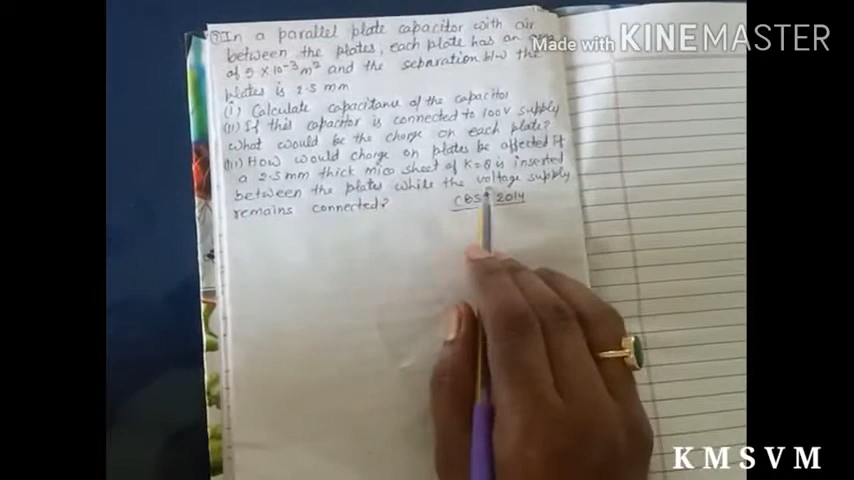 ⑦ In a parallel plate capacitor with air
between the plates, each plate has an
of 5 × 10⁻³ m² and the separation b/w the
plates is 2.5 mm
(i) Calculate capacitance of the capacitor
(ii) If this capacitor is connected to 100V supply
what would be the charge on each plate?
(iii) How would charge on plates be affected if
a 2.5 mm thick mica sheet of K = 8 is inserted
between the plates while the voltage supply
remains connected?
CBSE 2014
Made with KINEMASTER
KMSVM